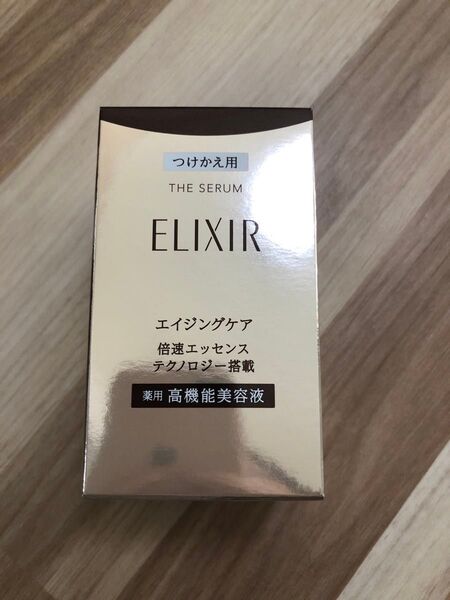 つけかえ用
THE SERUM
ELIXIR
エイジングケア
倍速エッセンス
テクノロジー搭載
薬用 高機能美容液